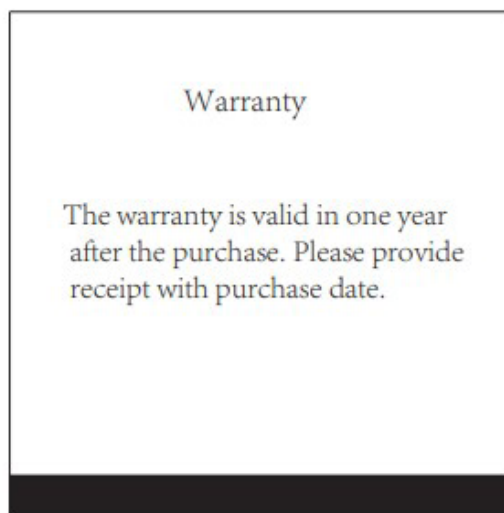 Warranty
The warranty is valid in one year
after the purchase. Please provide
receipt with purchase date.